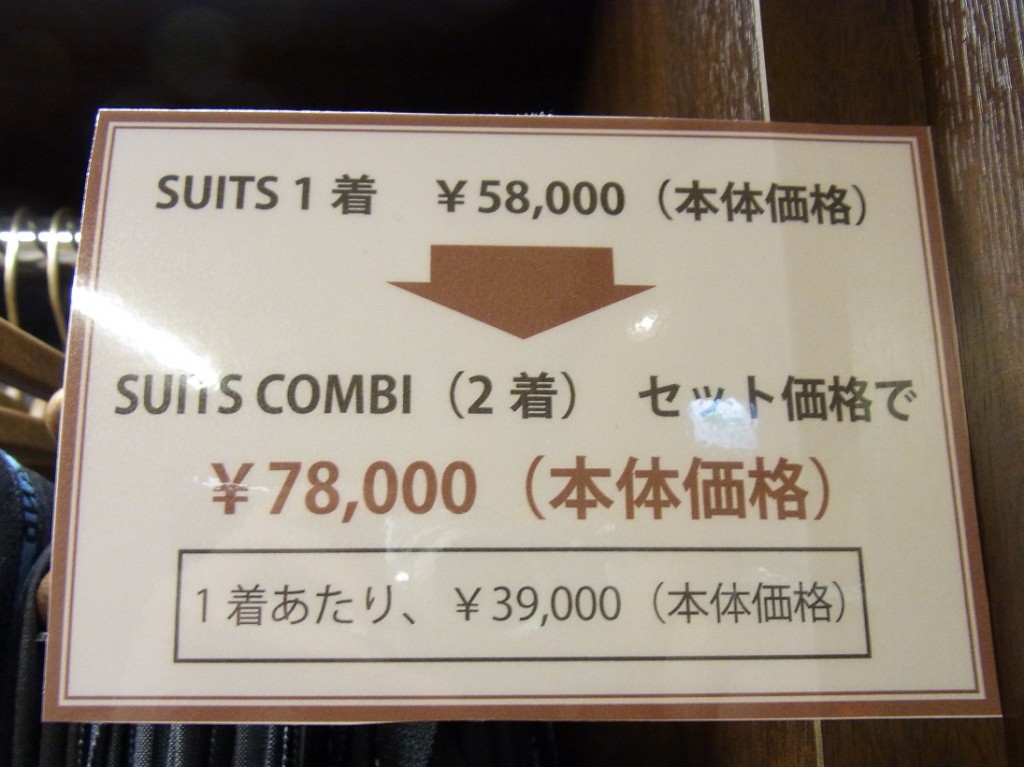 SUITS 1 着　¥58,000（本体価格）
SUITS COMBI（2 着）　セット価格で
¥78,000（本体価格）
1 着あたり、¥39,000（本体価格）